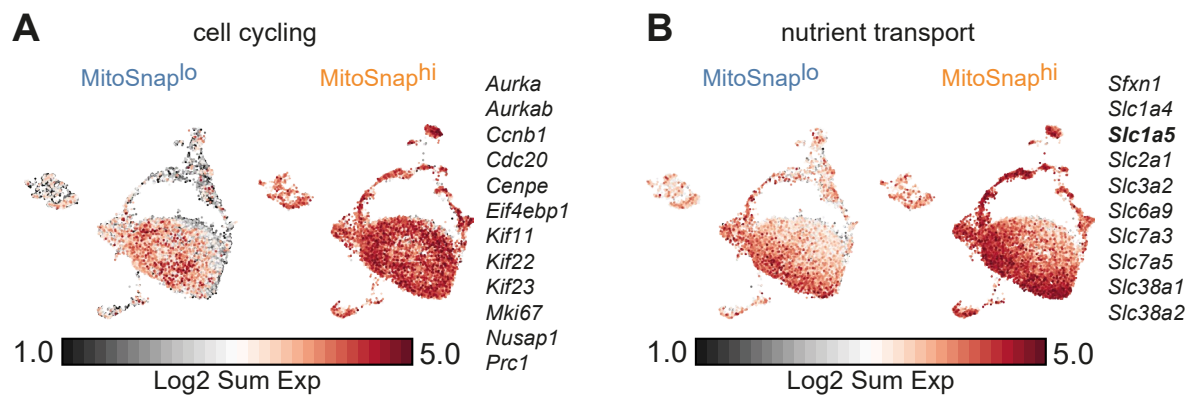 A
cell cycling
MitoSnaplo
MitoSnaphi
Aurka
Aurkab
Ccnb1
Cdc20
Cenpe
Eif4ebp1
Kif11
Kif22
Kif23
Mki67
Nusap1
Prc1
1.0
5.0
Log2 Sum Exp
B
nutrient transport
MitoSnaplo
MitoSnaphi
Sfxn1
Slc1a4
Slc1a5
Slc2a1
Slc3a2
Slc6a9
Slc7a3
Slc7a5
Slc38a1
Slc38a2
1.0
5.0
Log2 Sum Exp